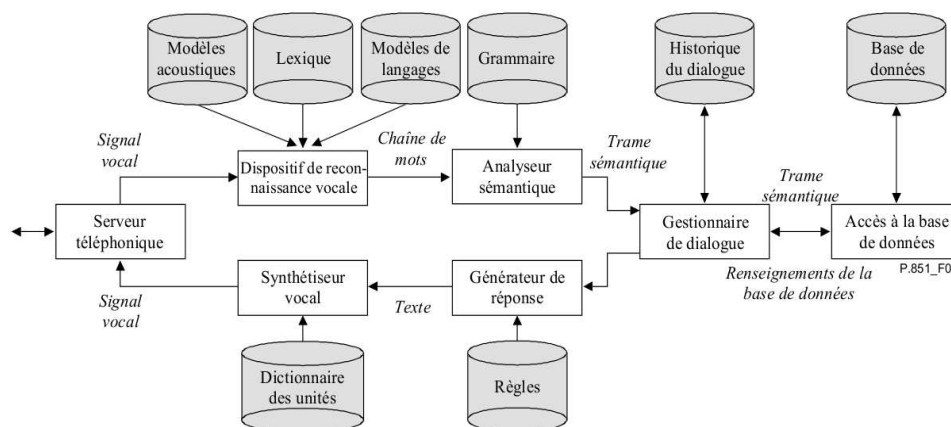 Modèles
acoustiques
Lexique
Modèles de
langages
Grammaire
Historique
du dialogue
Base de
données
Signal
vocal
Chaîne de
mots
Trame
sémantique
Dispositif de recon-
naissance vocale
Analyseur
sémantique
Trame
sémantique
Serveur
téléphonique
Gestionnaire
de dialogue
Accès à la base
de données
P.851_F0
Synthétiseur
vocal
Générateur de
réponse
Renseignements de la
base de données
Signal
vocal
Texte
Dictionnaire
des unités
Règles